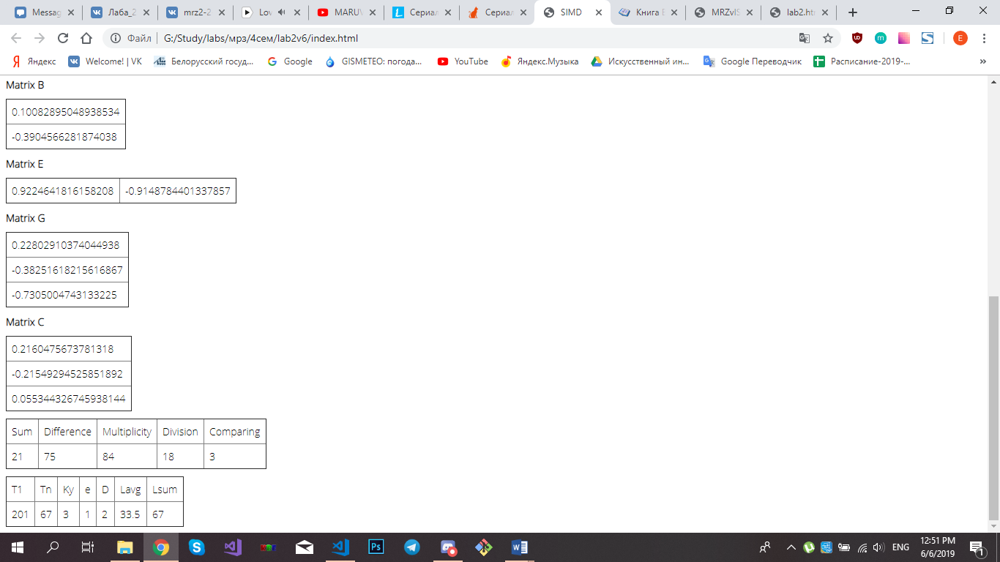 Messag Лаба_2 mrz2-2 Lov MARUV Сериал Сериал SIMD Книга Е MRZvIS lab2.htm
Файл G:/Study/labs/мрз/4сем/lab2v6/index.html
Яндекс Welcome! | VK Белорусский госуд... Google GISMETEO: погода... YouTube Яндекс.Музыка Искусственный ин... Google Переводчик Расписание-2019-... »
Matrix B
0.10082895048938534
-0.3904566281874038
Matrix E
0.9224641816158208 -0.9148784401337857
Matrix G
0.22802910374044938
-0.38251618215616867
-0.7305004743133225
Matrix C
0.2160475673781318
-0.21549294525851892
0.055344326745938144
Sum Difference Multiplicity Division Comparing
21 75 84 18 3
T1 Tn Ky e D Lavg Lsum
201 67 3 1 2 33.5 67
ENG 12:51 PM
6/6/2019